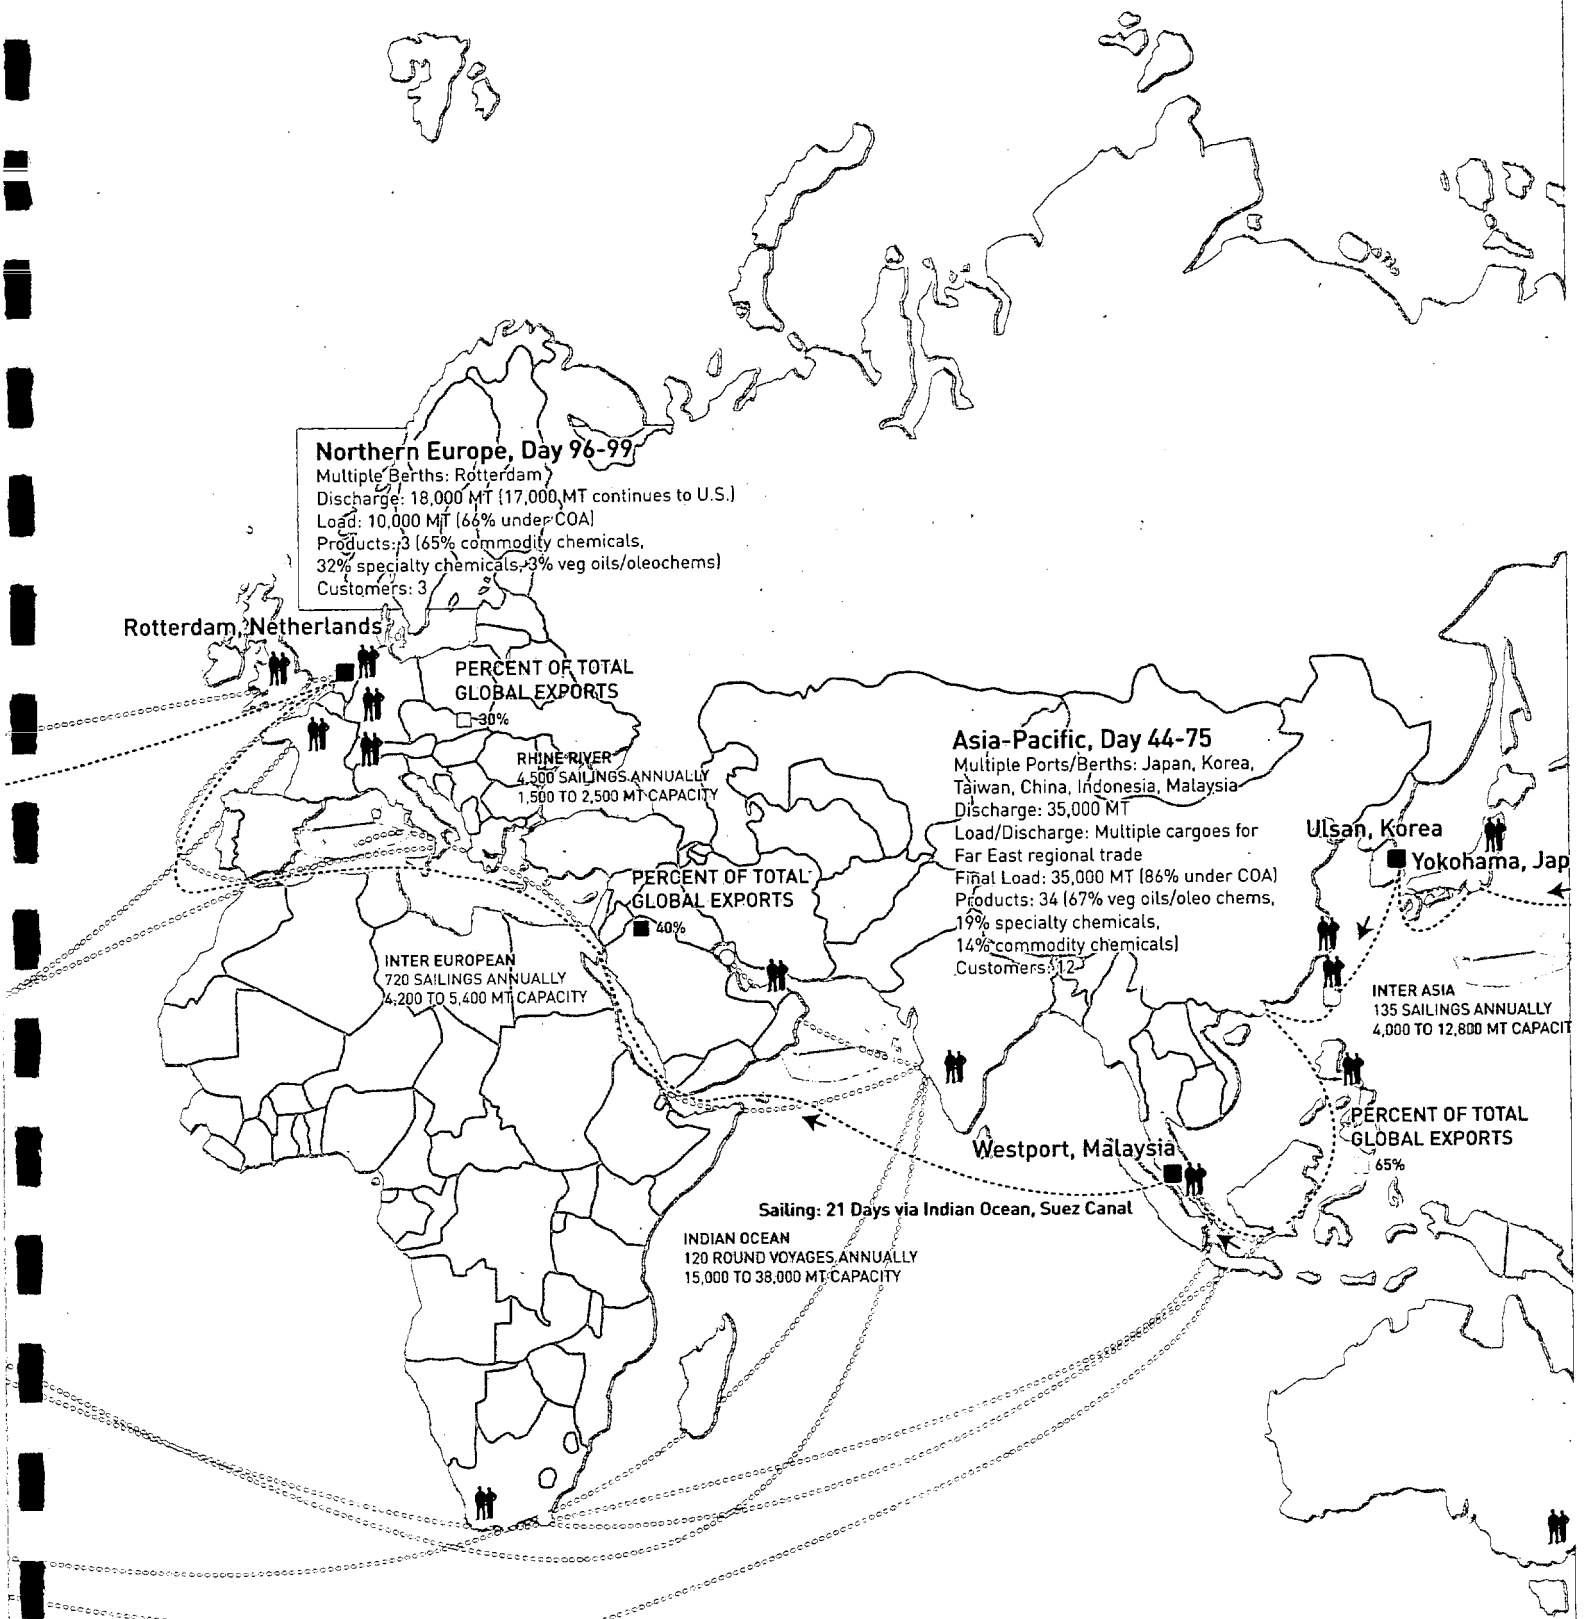 Northern Europe, Day 96-99
Multiple Berths: Rotterdam
Discharge: 18,000 MT (17,000 MT continues to U.S.)
Load: 10,000 MT (66% under COA)
Products: 3 (65% commodity chemicals,
32% specialty chemicals, 3% veg oils/oleochems)
Customers: 3
Rotterdam, Netherlands
PERCENT OF TOTAL
GLOBAL EXPORTS
30%
RHINE RIVER
4,500 SAILINGS ANNUALLY
1,500 TO 2,500 MT CAPACITY
Asia-Pacific, Day 44-75
Multiple Ports/Berths: Japan, Korea,
Taiwan, China, Indonesia, Malaysia
Discharge: 35,000 MT
Load/Discharge: Multiple cargoes for
Far East regional trade
Final Load: 35,000 MT (86% under COA)
Products: 34 (67% veg oils/oleo chems,
19% specialty chemicals,
14% commodity chemicals)
Customers: 12
Ulsan, Korea
Yokohama, Jap
PERCENT OF TOTAL
GLOBAL EXPORTS
40%
INTER EUROPEAN
720 SAILINGS ANNUALLY
4,200 TO 5,400 MT CAPACITY
INTER ASIA
135 SAILINGS ANNUALLY
4,000 TO 12,800 MT CAPACIT
PERCENT OF TOTAL
GLOBAL EXPORTS
65%
Westport, Malaysia
Sailing: 21 Days via Indian Ocean, Suez Canal
INDIAN OCEAN
120 ROUND VOYAGES ANNUALLY
15,000 TO 38,000 MT CAPACITY